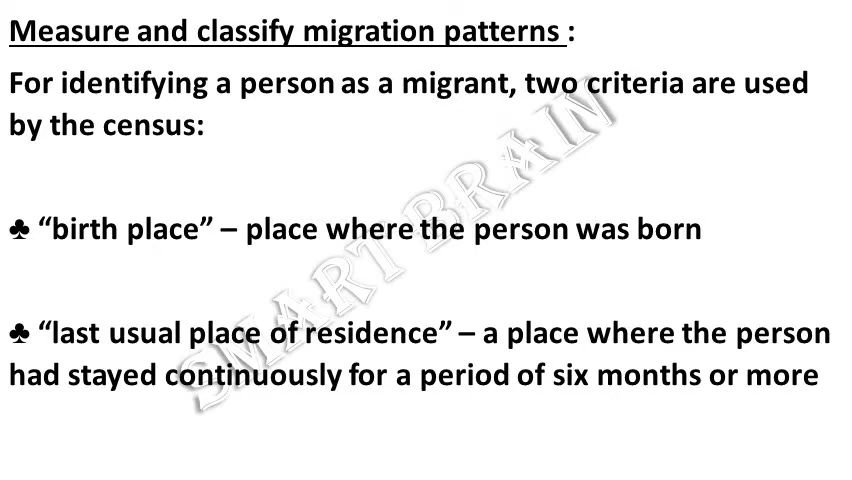 Measure and classify migration patterns :
For identifying a person as a migrant, two criteria are used
by the census:
♣ “birth place” – place where the person was born
♣ “last usual place of residence” – a place where the person
had stayed continuously for a period of six months or more
SMART BRAIN